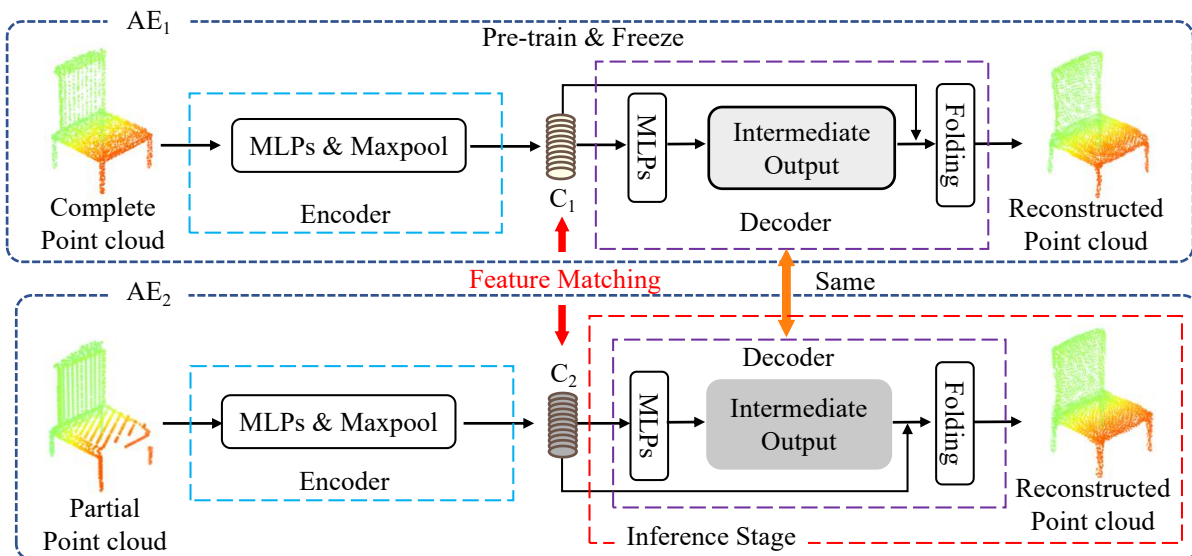 AE1
Pre-train & Freeze
Complete
Point cloud
MLPs & Maxpool
Encoder
C1
MLPs
Intermediate
Output
Folding
Decoder
Reconstructed
Point cloud
Feature Matching
Same
AE2
Partial
Point cloud
MLPs & Maxpool
Encoder
C2
Decoder
MLPs
Intermediate
Output
Folding
Reconstructed
Point cloud
Inference Stage